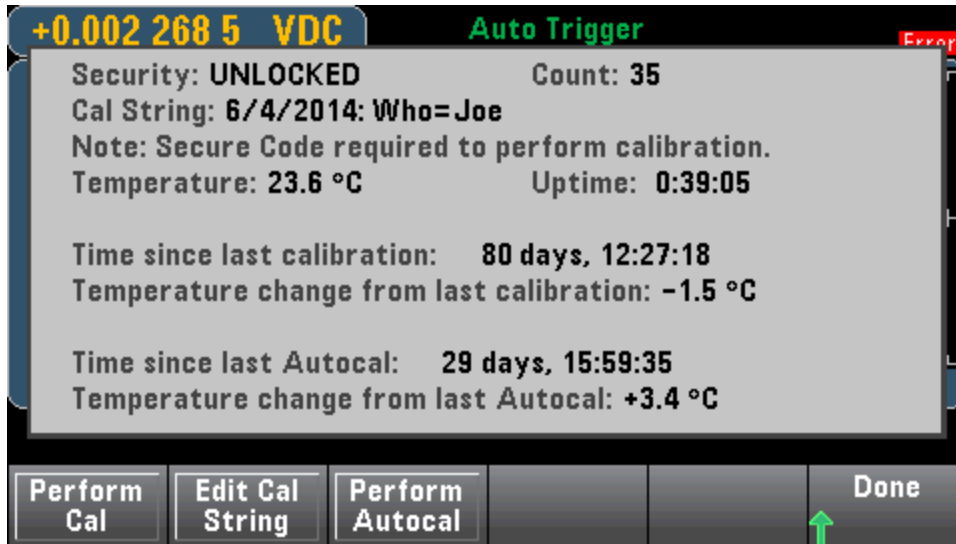 +0.002 268 5 VDC Auto Trigger Error
Security: UNLOCKED Count: 35
Cal String: 6/4/2014: Who=Joe
Note: Secure Code required to perform calibration.
Temperature: 23.6 °C Uptime: 0:39:05
Time since last calibration: 80 days, 12:27:18
Temperature change from last calibration: -1.5 °C
Time since last Autocal: 29 days, 15:59:35
Temperature change from last Autocal: +3.4 °C
Perform Cal
Edit Cal String
Perform Autocal
Done